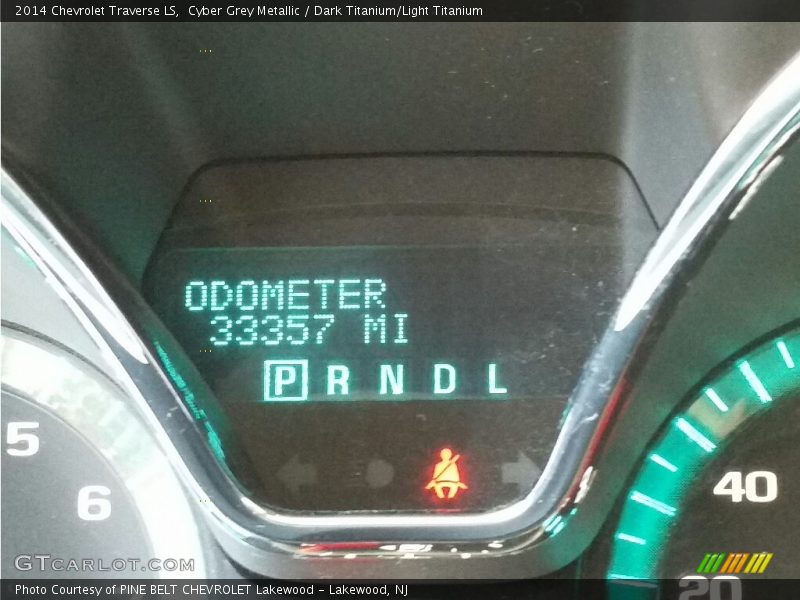 2014 Chevrolet Traverse LS,  Cyber Grey Metallic / Dark Titanium/Light Titanium
ODOMETER
33357 MI
P R N D L
5
6
40
20
GTCARLOT.COM
Photo Courtesy of PINE BELT CHEVROLET Lakewood - Lakewood, NJ